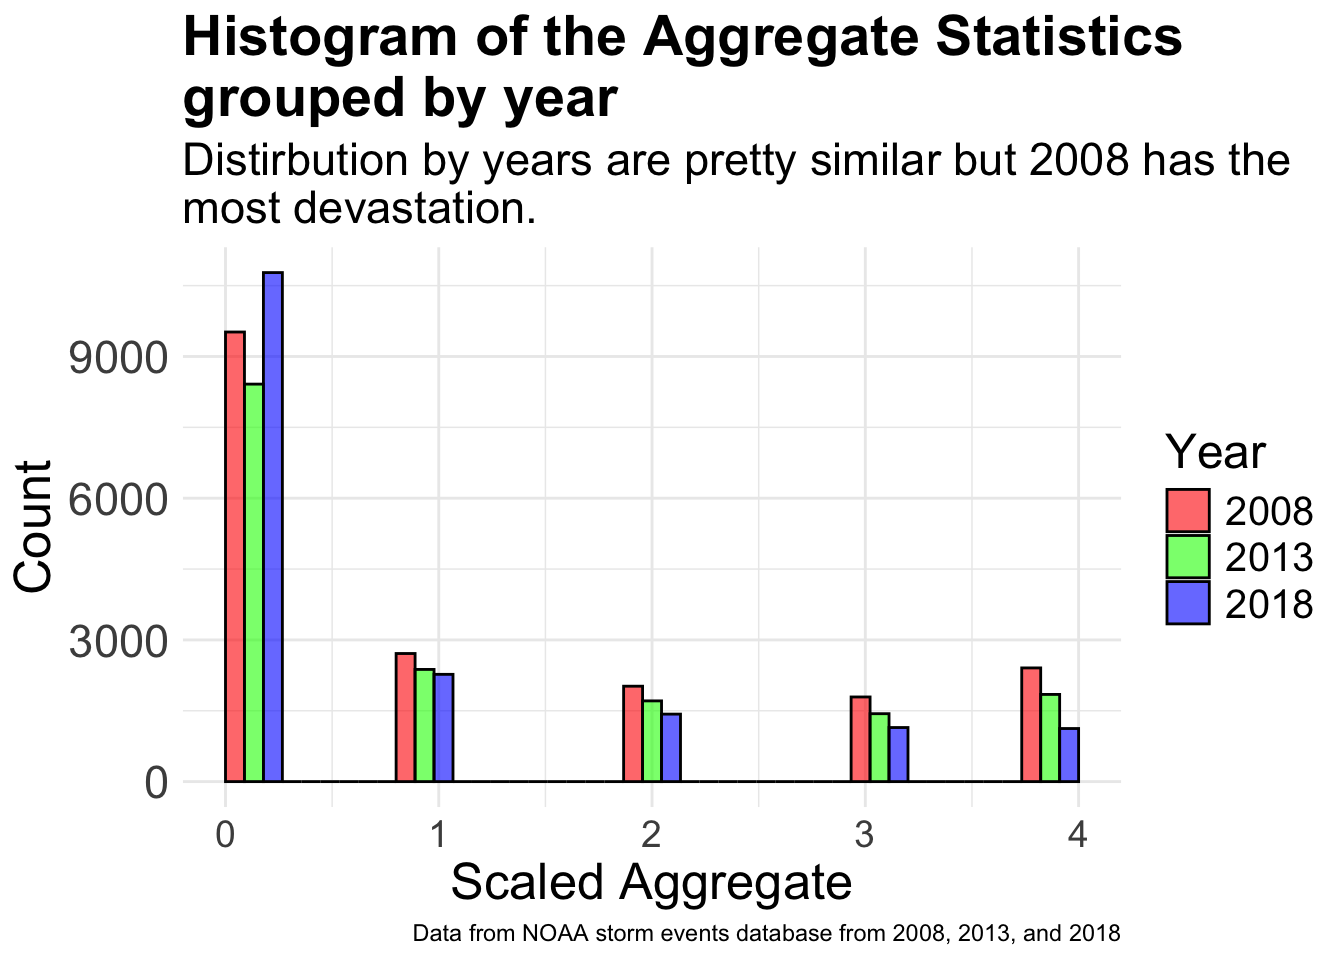 Histogram of the Aggregate Statistics
grouped by year
Distirbution by years are pretty similar but 2008 has the
most devastation.
9000
6000
3000
0
Count
0 1 2 3 4
Scaled Aggregate
Year
2008
2013
2018
Data from NOAA storm events database from 2008, 2013, and 2018